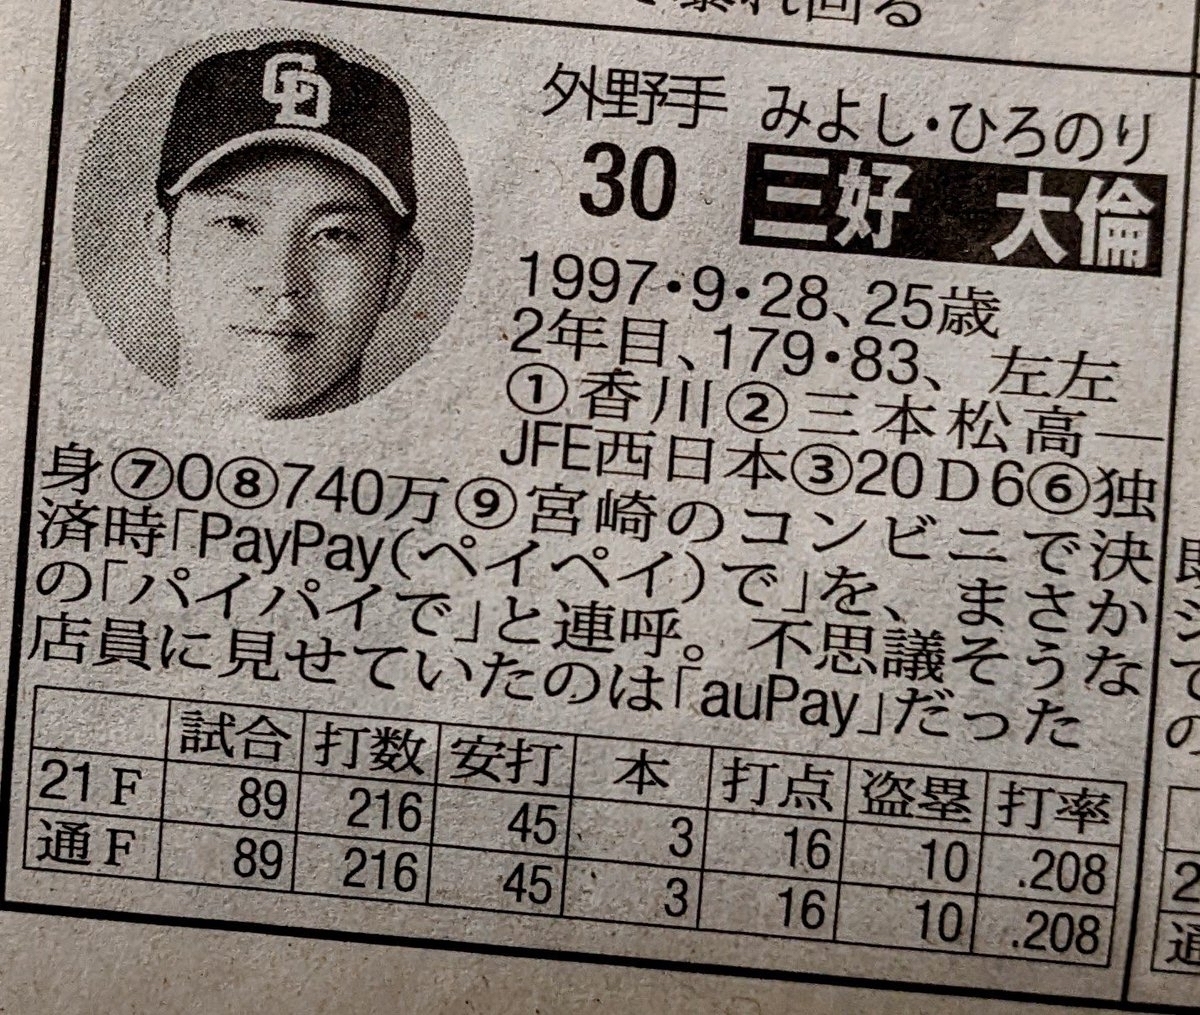 暴れ回る
CD
外野手 みよし・ひろのり
30 三好 大倫
1997・9・28、25歳
2年目、179・83、左左
①香川②三本松高―
JFE西日本③20D6⑥独
身⑦0⑧740万⑨宮崎のコンビニで決
済時「PayPay(ペイペイ)で」を、まさか
の「パイパイで」と連呼。不思議そうな
店員に見せていたのは「auPay」だった
試合 打数 安打 本 打点 盗塁 打率
21F 89 216 45 3 16 10 .208
通F 89 216 45 3 16 10 .208